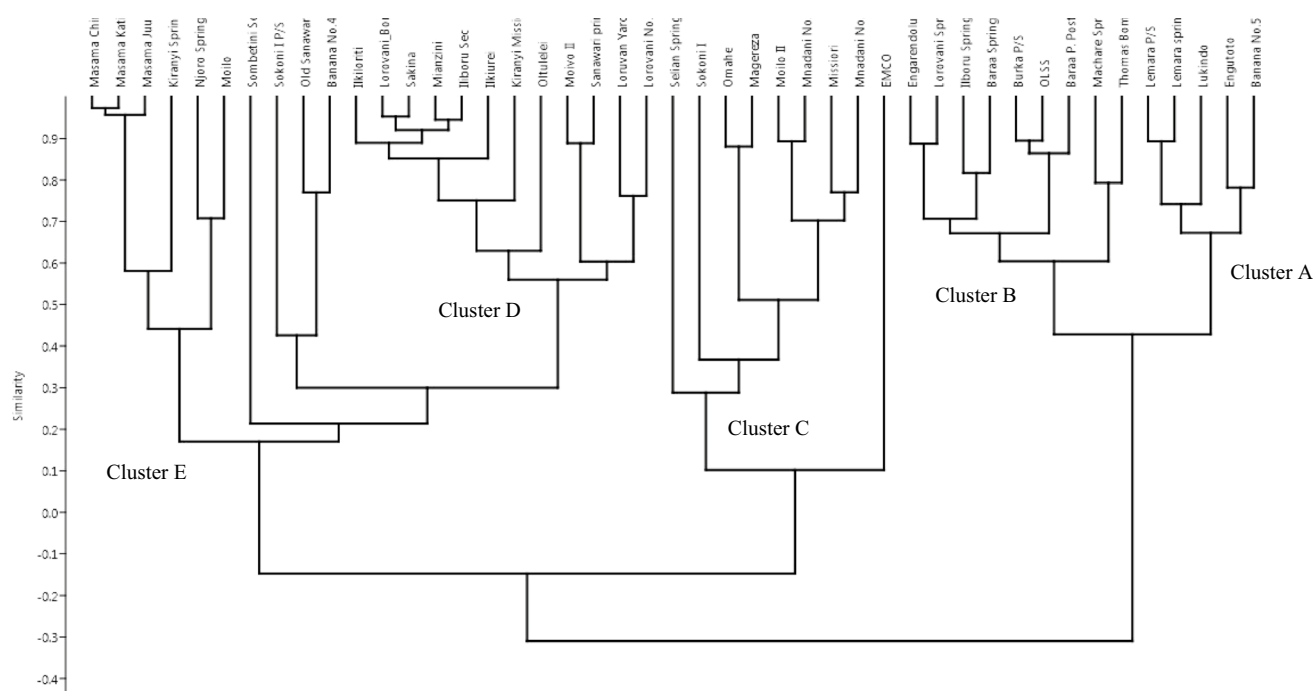 Masama Chii
Masama Kati
Masama Juu
Kiranyi Sprin
Njoro Spring
Moilo
Sombetini Se
Sokoni I P/S
Old Sanawar
Banana No.4
Ilkiloriti
Lorovani_Bor
Sakina
Mianzini
Ilboru Sec
Ilkiurei
Kiranyi Missi
Oltulelei
Moivo II
Sanawari prir
Loruvan Yard
Lorovani No.
Seiian Spring
Sokoni I
Omahe
Magereza
Moilo II
Mnadani No
Missiori
Mnadani No
EMCO
Engarendolu
Lorovani Spr
Ilboru Spring
Baraa Spring
Burka P/S
OLSS
Baraa P. Post
Machare Spr
Thomas Bom
Lemara P/S
Lemara sprin
Lukindo
Engutoto
Banana No.5
0.9
0.8
0.7
0.6
0.5
0.4
0.3
0.2
0.1
0.0
-0.1
-0.2
-0.3
-0.4
Similarity
Cluster A
Cluster B
Cluster D
Cluster C
Cluster E